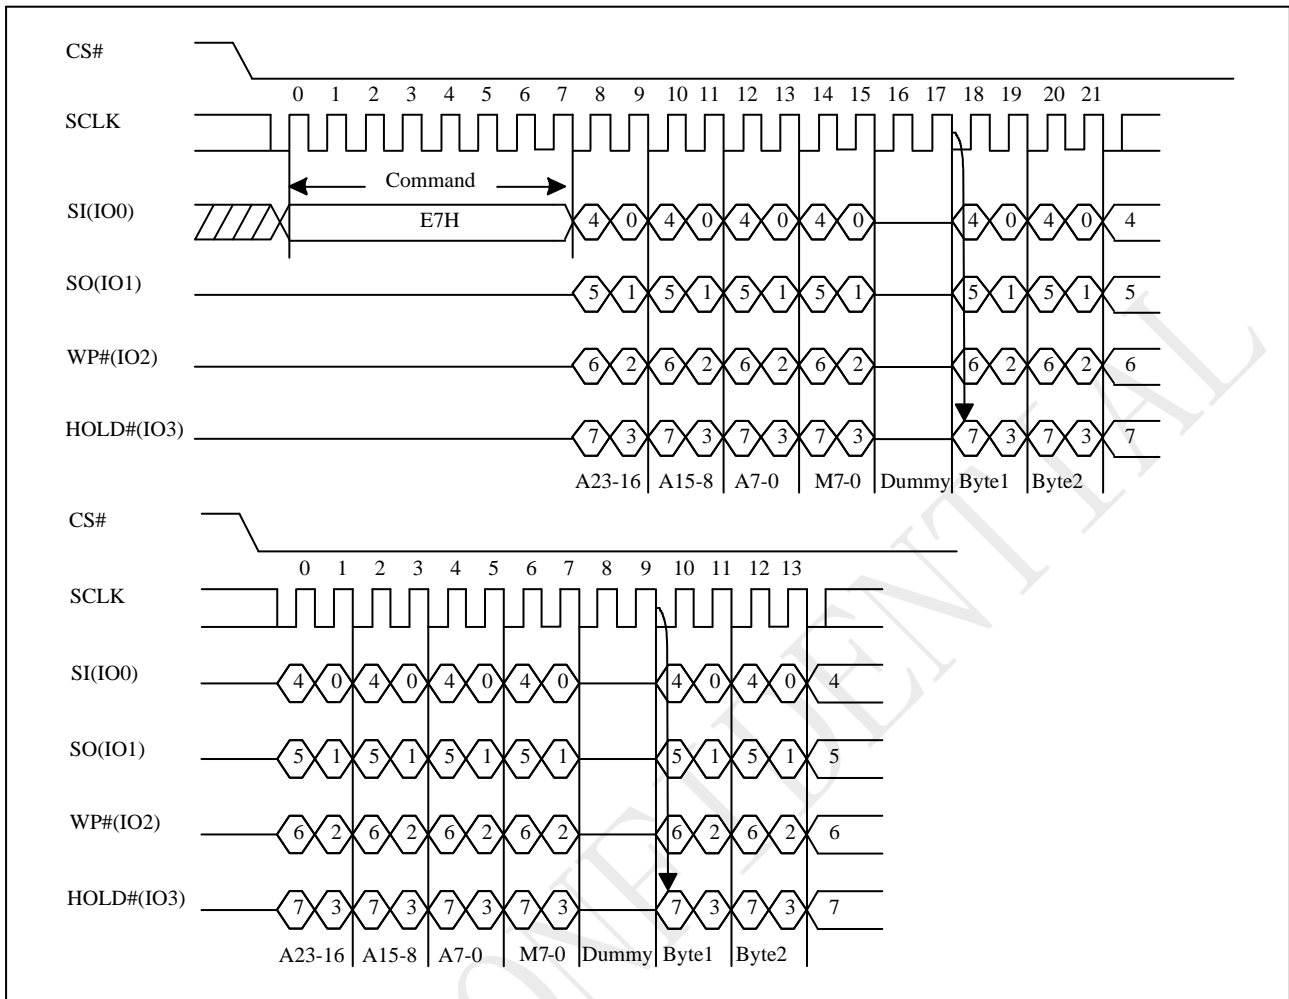 CS#
0 1 2 3 4 5 6 7 8 9 10 11 12 13 14 15 16 17 18 19 20 21
SCLK
Command
SI(IO0) E7H 4 0 4 0 4 0 4 0 4 0 4 0 4
SO(IO1) 5 1 5 1 5 1 5 1 5 1 5 1 5
WP#(IO2) 6 2 6 2 6 2 6 2 6 2 6 2 6
HOLD#(IO3) 7 3 7 3 7 3 7 3 7 3 7 3 7
A23-16 A15-8 A7-0 M7-0 Dummy Byte1 Byte2
CS#
0 1 2 3 4 5 6 7 8 9 10 11 12 13
SCLK
SI(IO0) 4 0 4 0 4 0 4 0 4 0 4 0 4
SO(IO1) 5 1 5 1 5 1 5 1 5 1 5 1 5
WP#(IO2) 6 2 6 2 6 2 6 2 6 2 6 2 6
HOLD#(IO3) 7 3 7 3 7 3 7 3 7 3 7 3 7
A23-16 A15-8 A7-0 M7-0 Dummy Byte1 Byte2
ONFIDENTIAL